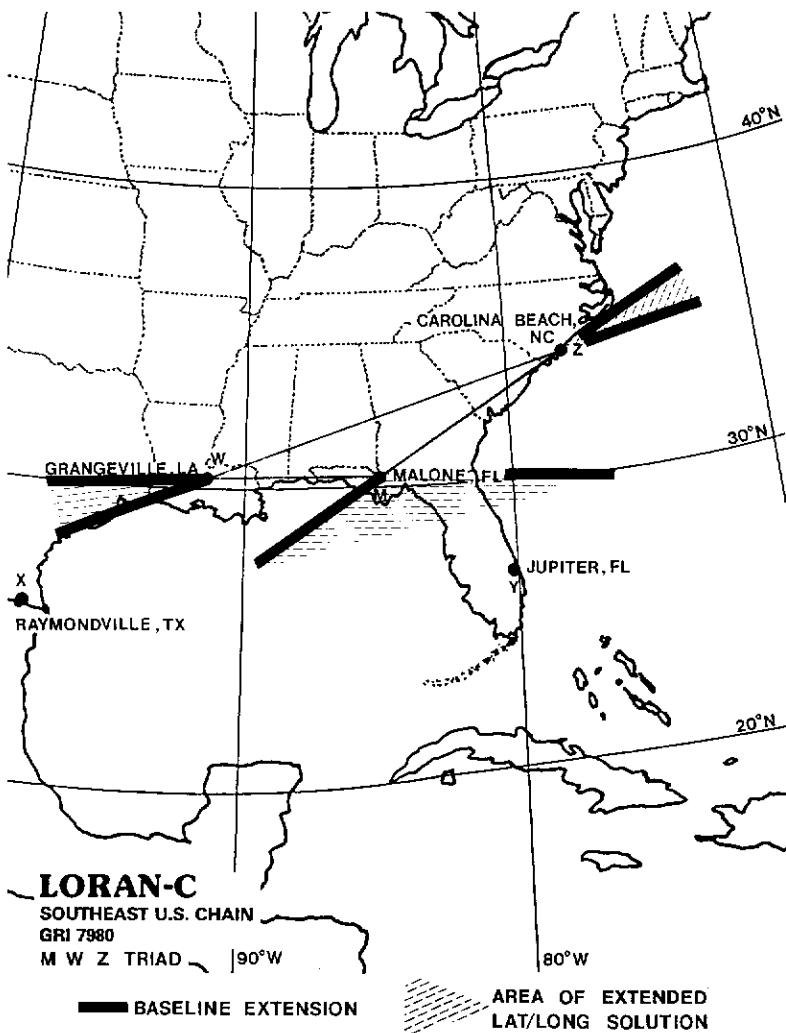 40°N
CAROLINA BEACH,
NC
Z
30°N
W
GRANGEVILLE, LA
MALONE, FL
M
X
RAYMONDVILLE, TX
JUPITER, FL
Y
20°N
LORAN-C
SOUTHEAST U.S. CHAIN
GRI 7980
M W Z TRIAD
90°W
80°W
BASELINE EXTENSION
AREA OF EXTENDED
LAT/LONG SOLUTION